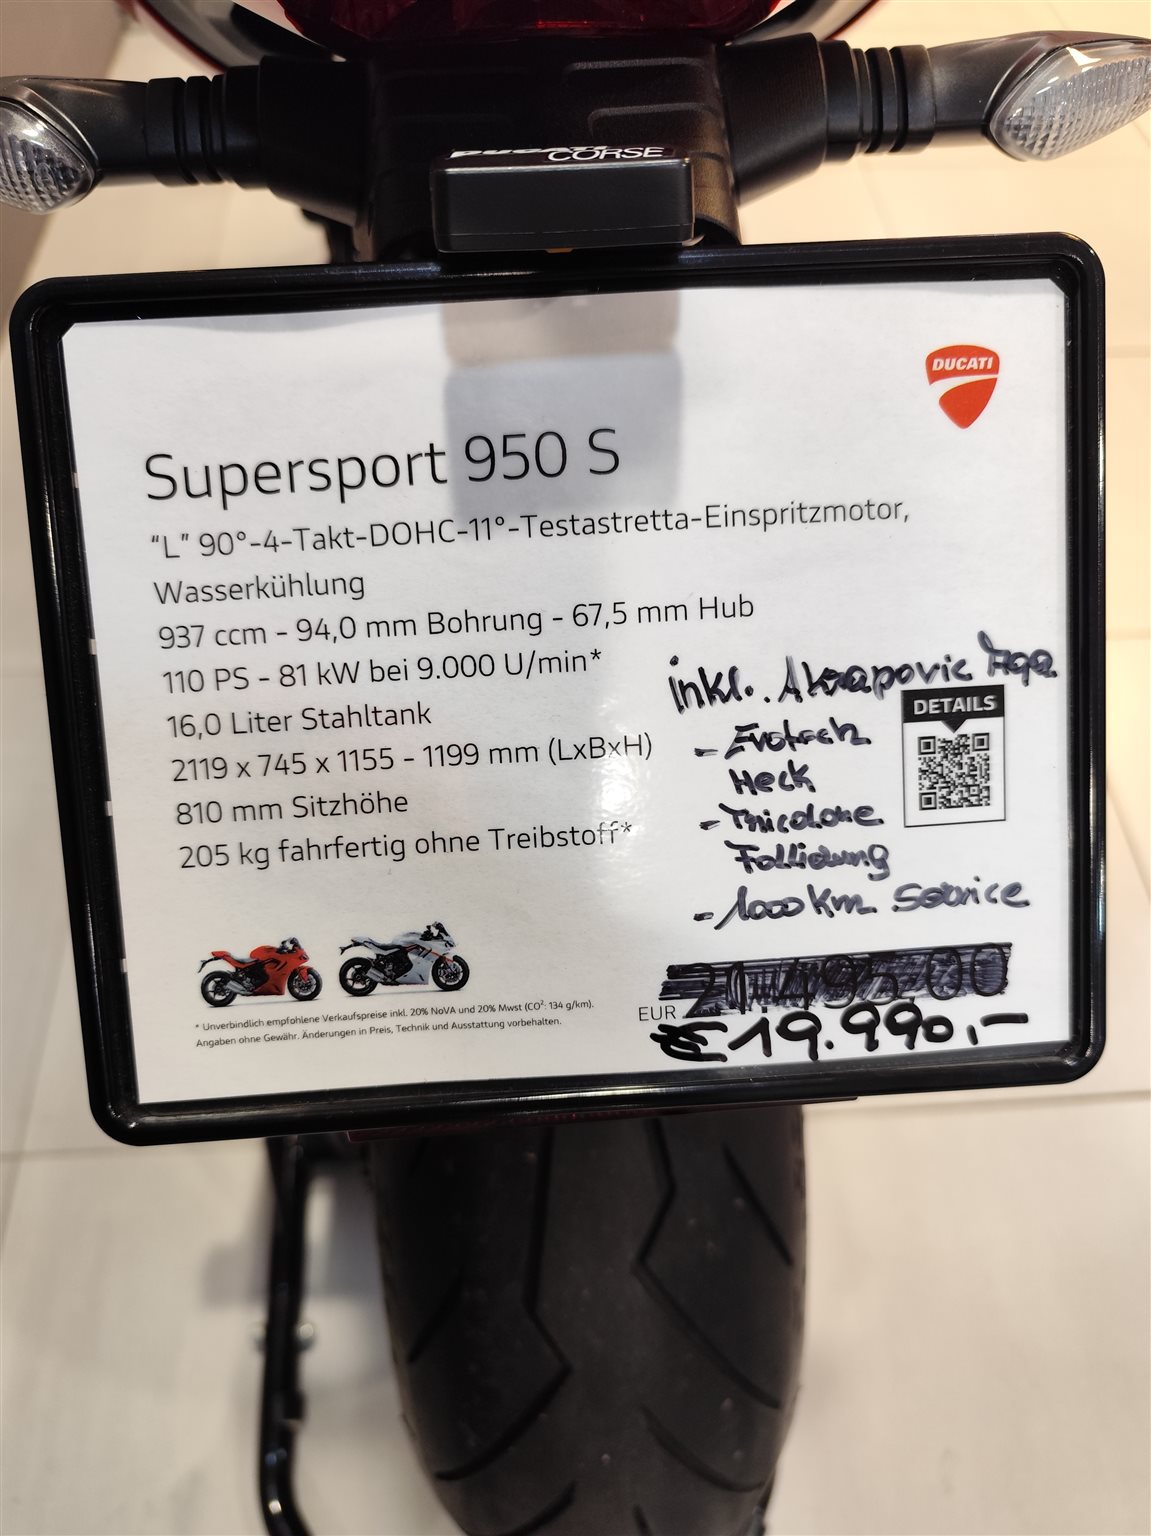 DUCATI CORSE
DUCATI
Supersport 950 S
"L" 90°-4-Takt-DOHC-11°-Testastretta-Einspritzmotor,
Wasserkühlung
937 ccm - 94,0 mm Bohrung - 67,5 mm Hub
110 PS - 81 kW bei 9.000 U/min*
16,0 Liter Stahltank
2119 x 745 x 1155 - 1199 mm (LxBxH)
810 mm Sitzhöhe
205 kg fahrfertig ohne Treibstoff*
inkl. Akrapovic
DETAILS
- Evotech
Heck
- Tricolore
Follierung
- 1000 km Service
EUR
€ 19.990,-
* Unverbindlich empfohlene Verkaufspreise inkl. 20% NoVA und 20% Mwst (CO²: 134 g/km).
Angaben ohne Gewähr. Änderungen in Preis, Technik und Ausstattung vorbehalten.